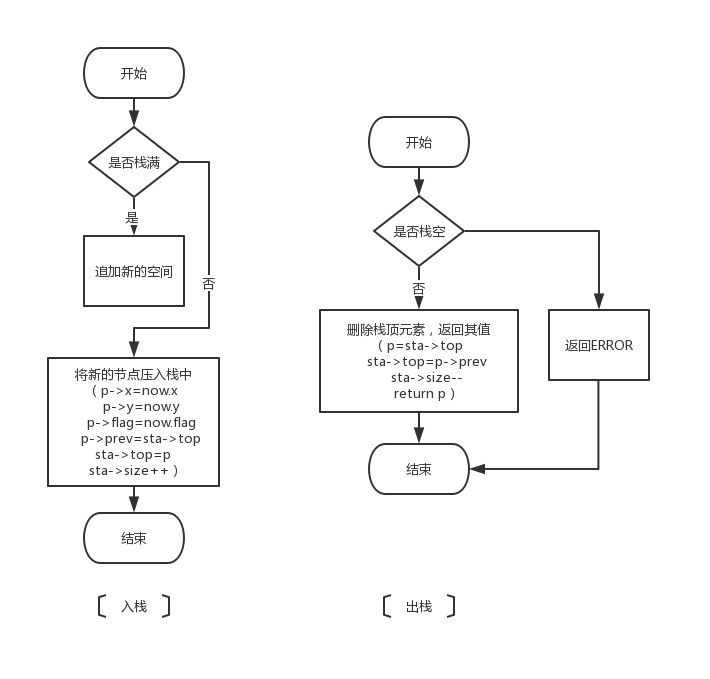 开始
是否栈满
是
否
追加新的空间
将新的节点压入栈中
（ p->x=now.x
p->y=now.y
p->flag=now.flag
p->prev=sta->top
sta->top=p
sta->size++ ）
结束
入栈
开始
是否栈空
否
删除栈顶元素，返回其值
（ p=sta->top
sta->top=p->prev
sta->size--
return p ）
返回ERROR
结束
出栈